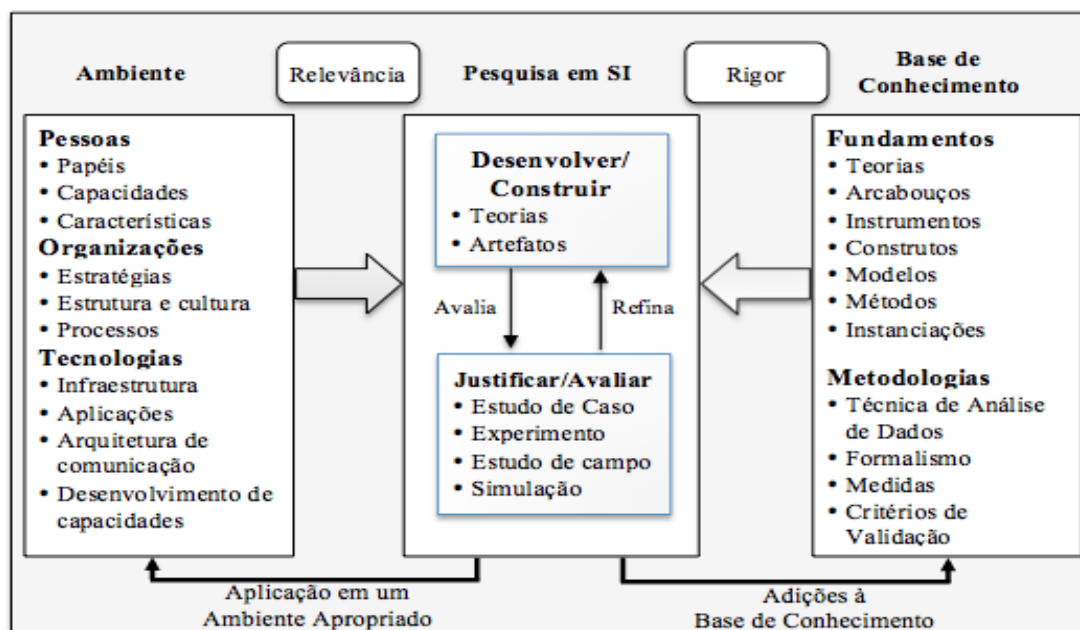 Ambiente
Relevância
Pesquisa em SI
Rigor
Base de
Conhecimento
Pessoas
• Papéis
• Capacidades
• Características
Organizações
• Estratégias
• Estrutura e cultura
• Processos
Tecnologias
• Infraestrutura
• Aplicações
• Arquitetura de
comunicação
• Desenvolvimento de
capacidades
Desenvolver/
Construir
• Teorias
• Artefatos
Avalia
Refina
Justificar/Avaliar
• Estudo de Caso
• Experimento
• Estudo de campo
• Simulação
Fundamentos
• Teorias
• Arcabouços
• Instrumentos
• Construtos
• Modelos
• Métodos
• Instanciações
Metodologias
• Técnica de Análise
de Dados
• Formalismo
• Medidas
• Critérios de
Validação
Aplicação em um
Ambiente Apropriado
Adições à
Base de Conhecimento